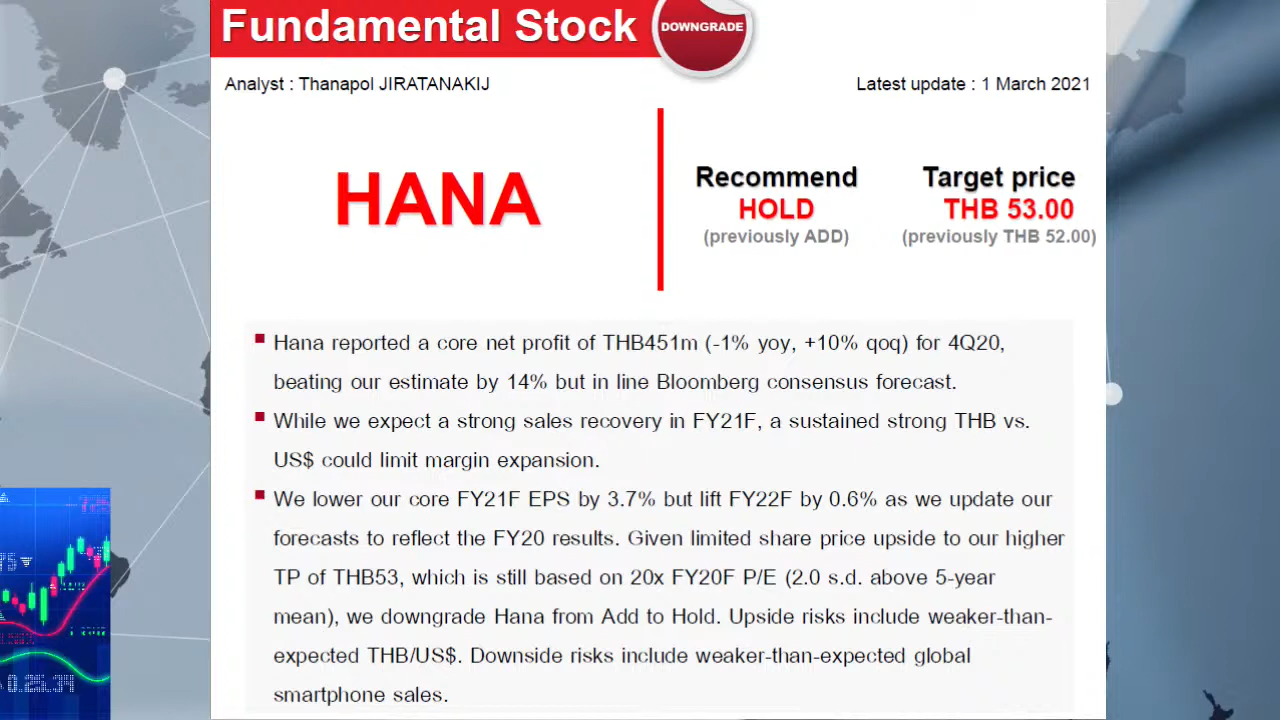 Fundamental Stock
DOWNGRADE
Analyst : Thanapol JIRATANAKIJ
Latest update : 1 March 2021
HANA
Recommend
HOLD
(previously ADD)
Target price
THB 53.00
(previously THB 52.00)
Hana reported a core net profit of THB451m (-1% yoy, +10% qoq) for 4Q20,
beating our estimate by 14% but in line Bloomberg consensus forecast.
While we expect a strong sales recovery in FY21F, a sustained strong THB vs.
US$ could limit margin expansion.
We lower our core FY21F EPS by 3.7% but lift FY22F by 0.6% as we update our
forecasts to reflect the FY20 results. Given limited share price upside to our higher
TP of THB53, which is still based on 20x FY20F P/E (2.0 s.d. above 5-year
mean), we downgrade Hana from Add to Hold. Upside risks include weaker-than-
expected THB/US$. Downside risks include weaker-than-expected global
smartphone sales.